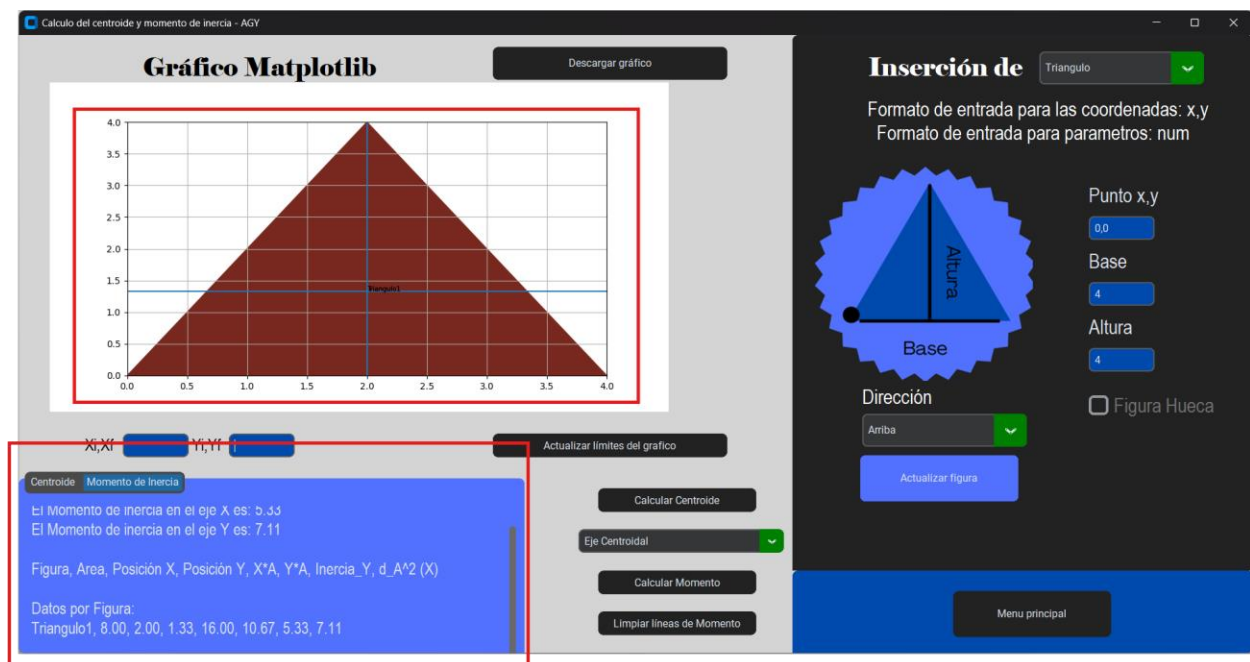 Calculo del centroide y momento de inercia - AGY
Gráfico Matplotlib
Descargar gráfico
4.0
3.5
3.0
2.5
2.0
1.5
1.0
0.5
0.0
Triangulo1
0.0 0.5 1.0 1.5 2.0 2.5 3.0 3.5 4.0
Xi,Xf
Yi,Yf
Actualizar límites del grafico
Centroide Momento de Inercia
El Momento de inercia en el eje X es: 5.33
El Momento de inercia en el eje Y es: 7.11
Figura, Area, Posición X, Posición Y, X*A, Y*A, Inercia_Y, d_A^2 (X)
Datos por Figura:
Triangulo1, 8.00, 2.00, 1.33, 16.00, 10.67, 5.33, 7.11
Calcular Centroide
Eje Centroidal
Calcular Momento
Limpiar líneas de Momento
Inserción de
Triangulo
Formato de entrada para las coordenadas: x,y
Formato de entrada para parametros: num
Altura
Base
Punto x,y
0,0
Base
4
Altura
4
Figura Hueca
Dirección
Arriba
Actualizar figura
Menu principal